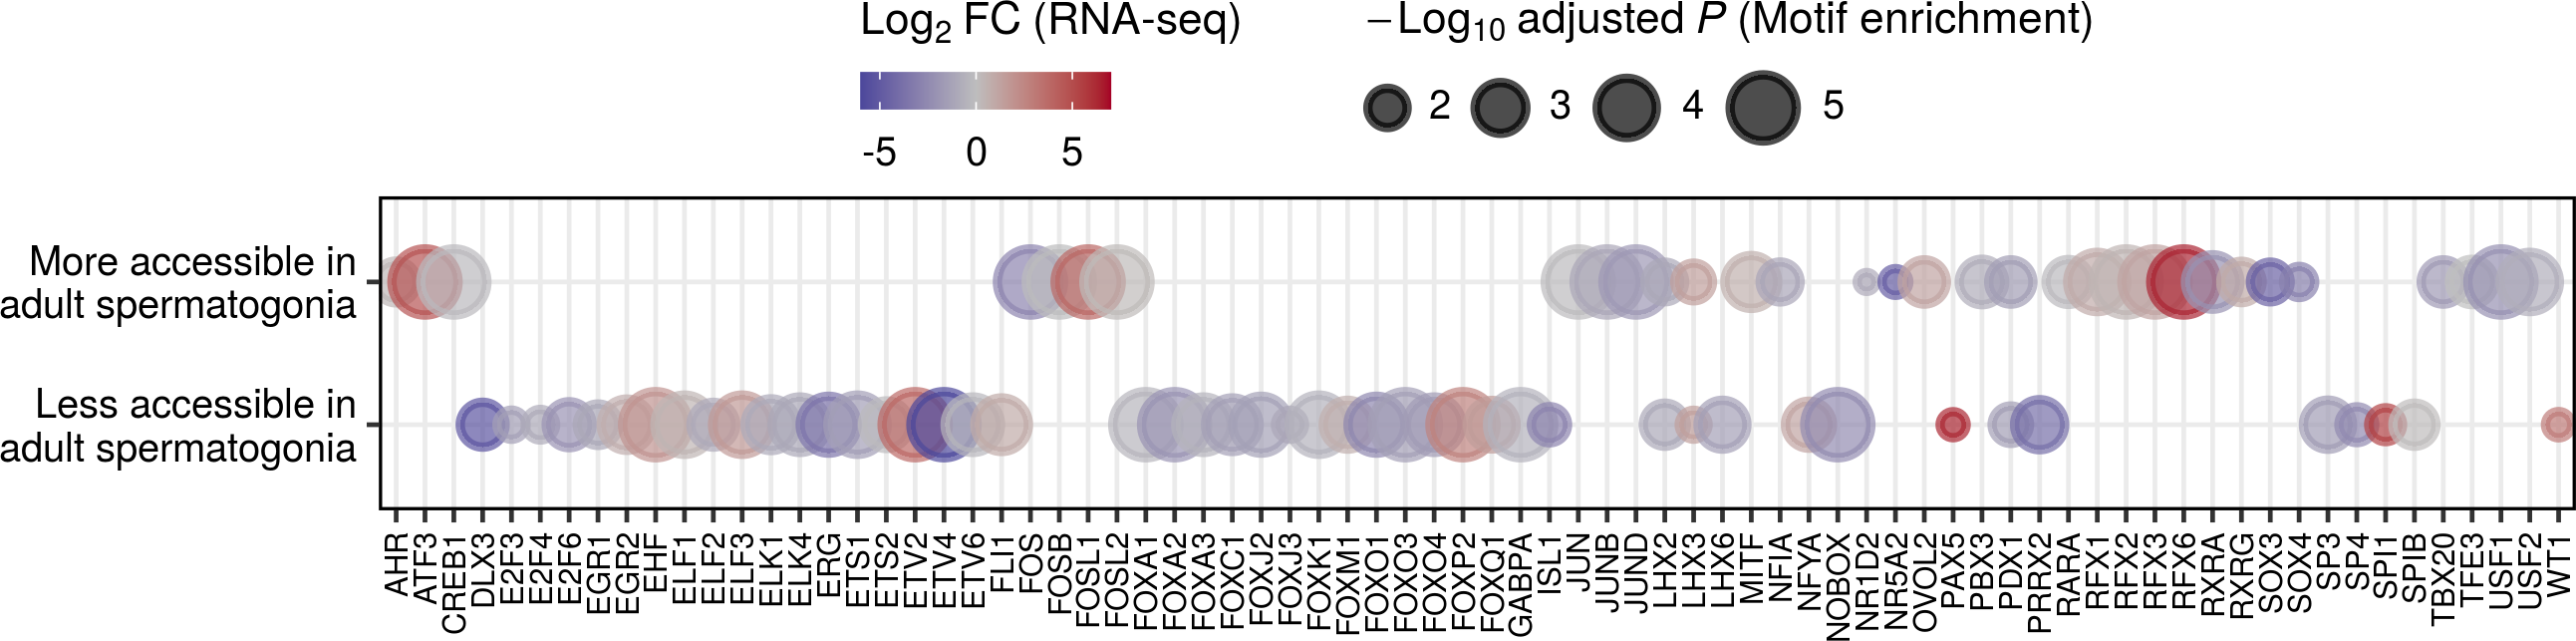 Log2 FC (RNA-seq)
−Log10 adjusted P (Motif enrichment)
-5 0 5
2 3 4 5
More accessible in
adult spermatogonia
Less accessible in
adult spermatogonia
AHR
ATF3
CREB1
DLX3
E2F3
E2F4
E2F6
EGR1
EGR2
EHF
ELF1
ELF2
ELF3
ELK1
ELK4
ERG
ETS1
ETS2
ETV2
ETV4
ETV6
FLI1
FOS
FOSB
FOSL1
FOSL2
FOXA1
FOXA2
FOXA3
FOXC1
FOXJ2
FOXJ3
FOXK1
FOXM1
FOXO1
FOXO3
FOXO4
FOXP2
FOXQ1
GABPA
ISL1
JUN
JUNB
JUND
LHX2
LHX3
LHX6
MITF
NFIA
NFYA
NOBOX
NR1D2
NR5A2
OVOL2
PAX5
PBX3
PDX1
PRRX2
RARA
RFX1
RFX2
RFX3
RFX6
RXRA
RXRG
SOX3
SOX4
SP3
SP4
SPI1
SPIB
TBX20
TFE3
USF1
USF2
WT1